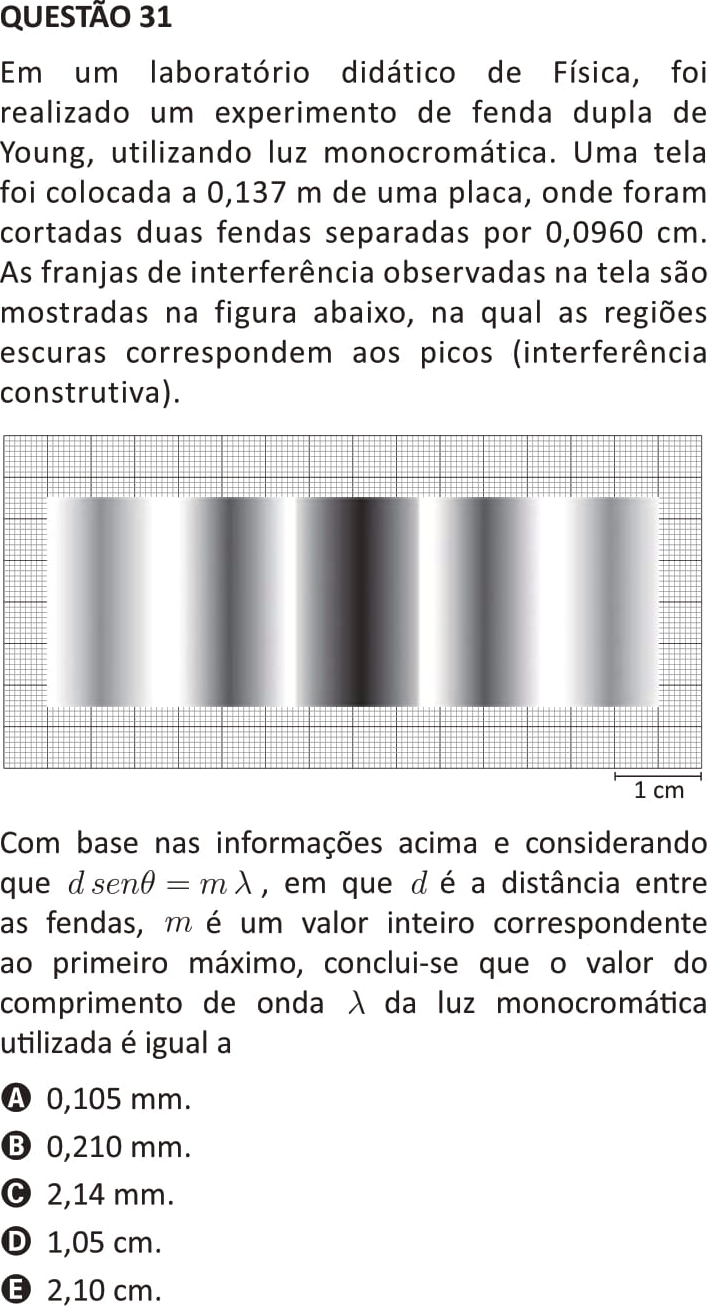 QUESTÃO 31
Em um laboratório didático de Física, foi
realizado um experimento de fenda dupla de
Young, utilizando luz monocromática. Uma tela
foi colocada a 0,137 m de uma placa, onde foram
cortadas duas fendas separadas por 0,0960 cm.
As franjas de interferência observadas na tela são
mostradas na figura abaixo, na qual as regiões
escuras correspondem aos picos (interferência
construtiva).
1 cm
Com base nas informações acima e considerando
que d senθ = m λ, em que d é a distância entre
as fendas, m é um valor inteiro correspondente
ao primeiro máximo, conclui-se que o valor do
comprimento de onda λ da luz monocromática
utilizada é igual a
A 0,105 mm.
B 0,210 mm.
C 2,14 mm.
D 1,05 cm.
E 2,10 cm.